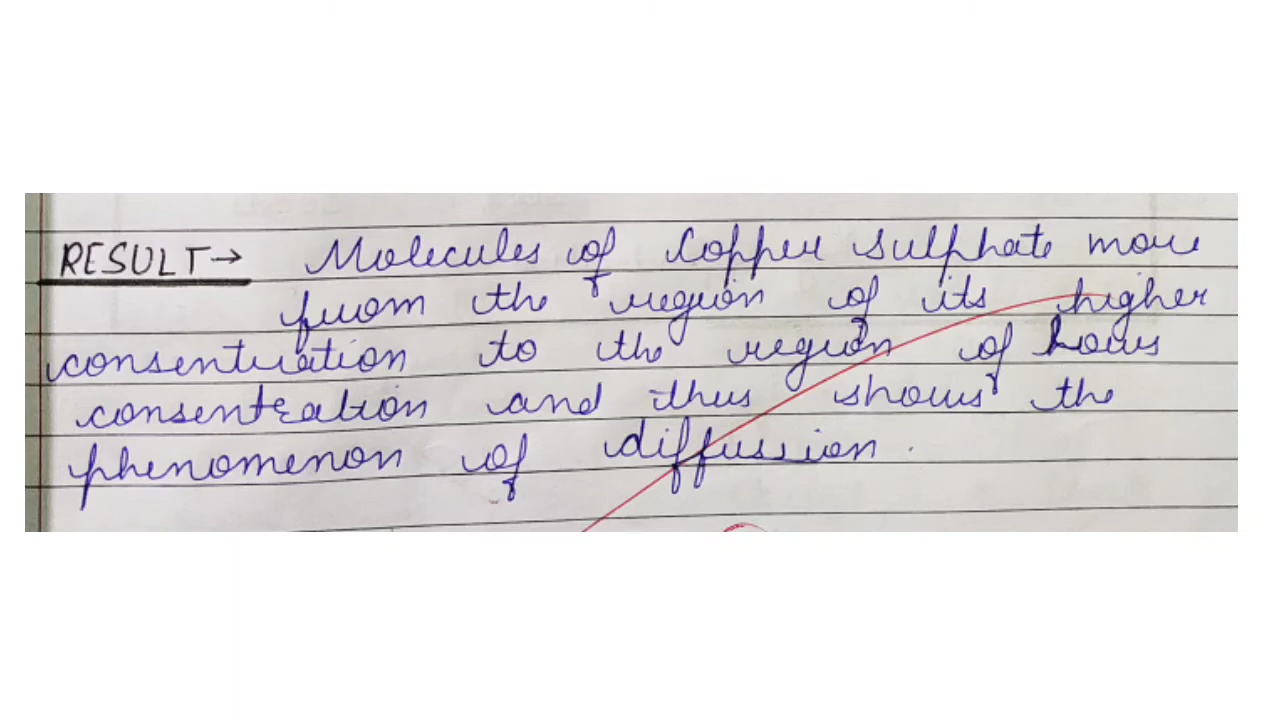 RESULT→ Molecules of Copper sulphate move
from the region of its higher
consentration to the region of Lower
consentration and thus shows the
phenomenon of diffussion.